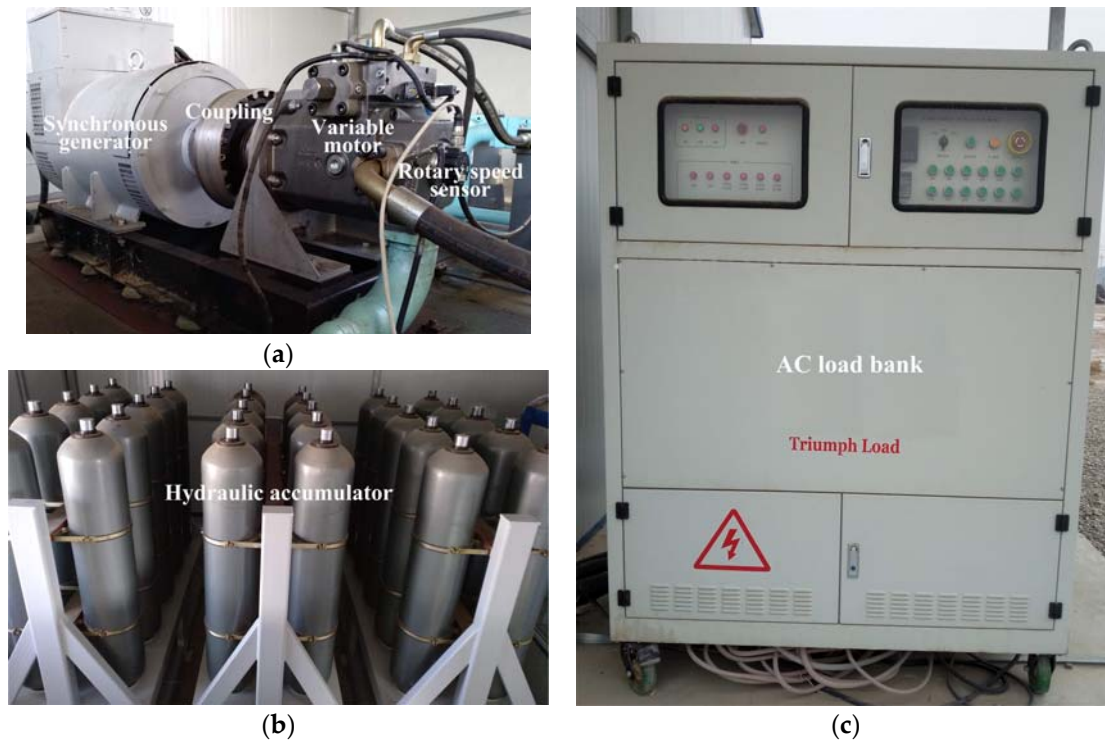 Synchronous
generator
Coupling
Variable
motor
Rotary speed
sensor
(a)
Hydraulic accumulator
(b)
AC load bank
Triumph Load
(c)